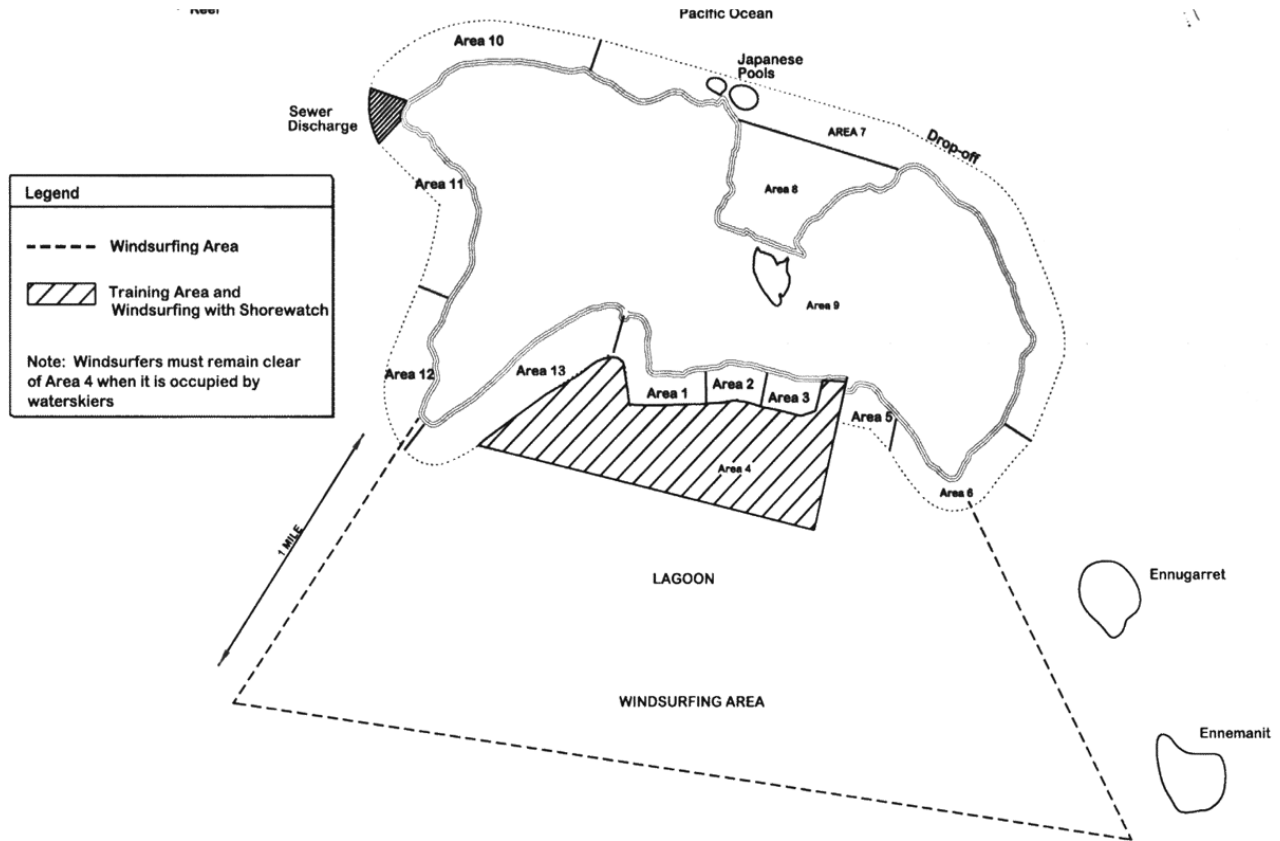 Reef
Pacific Ocean
Area 10
Japanese
Pools
Sewer
Discharge
AREA 7
Drop-off
Area 11
Area 8
Legend
Windsurfing Area
Training Area and
Windsurfing with Shorewatch
Note: Windsurfers must remain clear
of Area 4 when it is occupied by
waterskiers
Area 9
Area 12
Area 13
Area 1
Area 2
Area 3
Area 5
Area 4
Area 6
1 MILE
LAGOON
Ennugarret
WINDSURFING AREA
Ennemanit